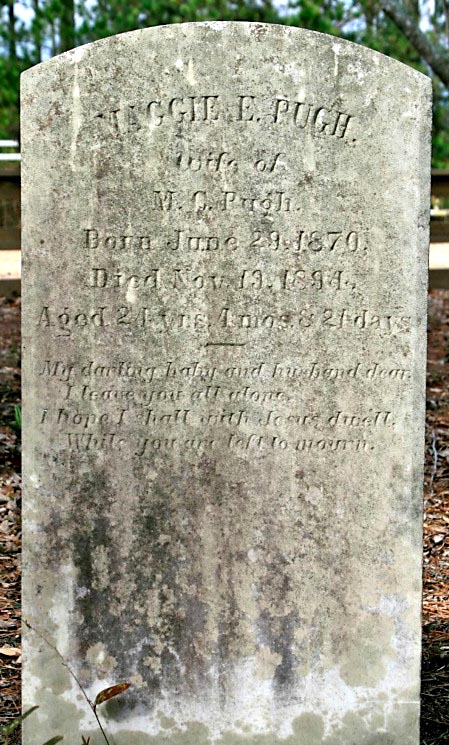 MAGGIE E. PUGH.
Wife of
M. C. Pugh.
Born June 29. 1870.
Died Nov. 19. 1894.
Aged 24 yrs. 4 mos. & 21 days
My darling baby and husband dear,
I leave you all alone.
I hope I shall with Jesus dwell,
While you are left to mourn.